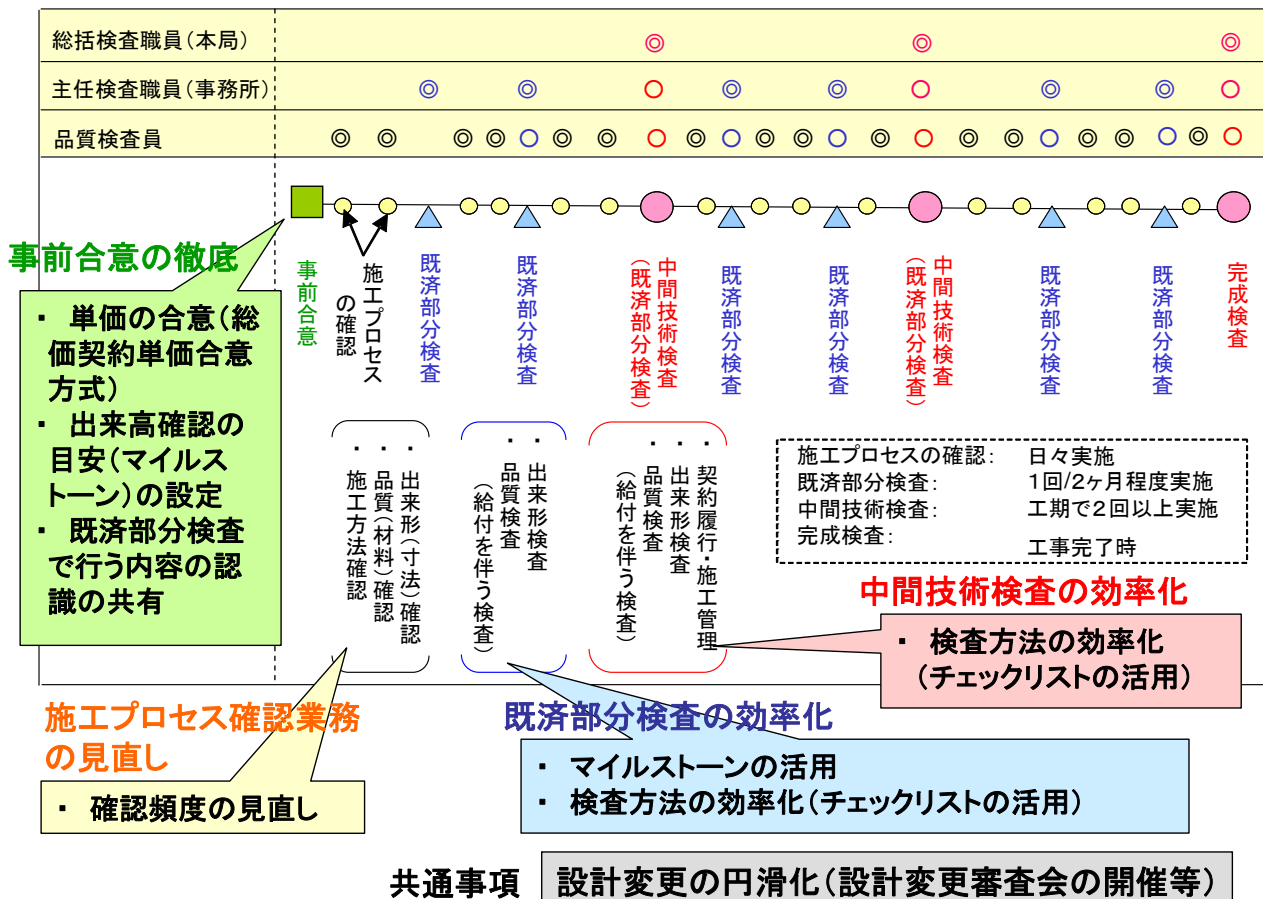 総括検査職員(本局)
◎ ◎ ◎
主任検査職員(事務所)
◎ ◎ ○ ◎ ◎ ○ ◎ ◎ ○
品質検査員
◎ ◎ ◎ ◎ ○ ◎ ◎ ○ ◎ ○ ◎ ◎ ○ ◎ ○ ◎ ◎ ○ ◎ ◎ ○ ◎ ○
事前合意の徹底
・ 単価の合意(総
価契約単価合意
方式)
・ 出来高確認の
目安(マイルス
トーン)の設定
・ 既済部分検査
で行う内容の認
識の共有
事前合意
施工プロセス
の確認
既済部分検査
既済部分検査
中間技術検査
(既済部分検査)
既済部分検査
既済部分検査
中間技術検査
(既済部分検査)
既済部分検査
既済部分検査
完成検査
・ 出来形(寸法)確認
・ 品質(材料)確認
・ 施工方法確認
・ 出来形検査
・ 品質検査
(給付を伴う検査)
・ 契約履行・施工管理
・ 出来形検査
・ 品質検査
(給付を伴う検査)
施工プロセスの確認: 日々実施
既済部分検査: 1回/2ヶ月程度実施
中間技術検査: 工期で2回以上実施
完成検査: 工事完了時
中間技術検査の効率化
・ 検査方法の効率化
(チェックリストの活用)
施工プロセス確認業務
の見直し
・ 確認頻度の見直し
既済部分検査の効率化
・ マイルストーンの活用
・ 検査方法の効率化(チェックリストの活用)
共通事項 設計変更の円滑化(設計変更審査会の開催等)